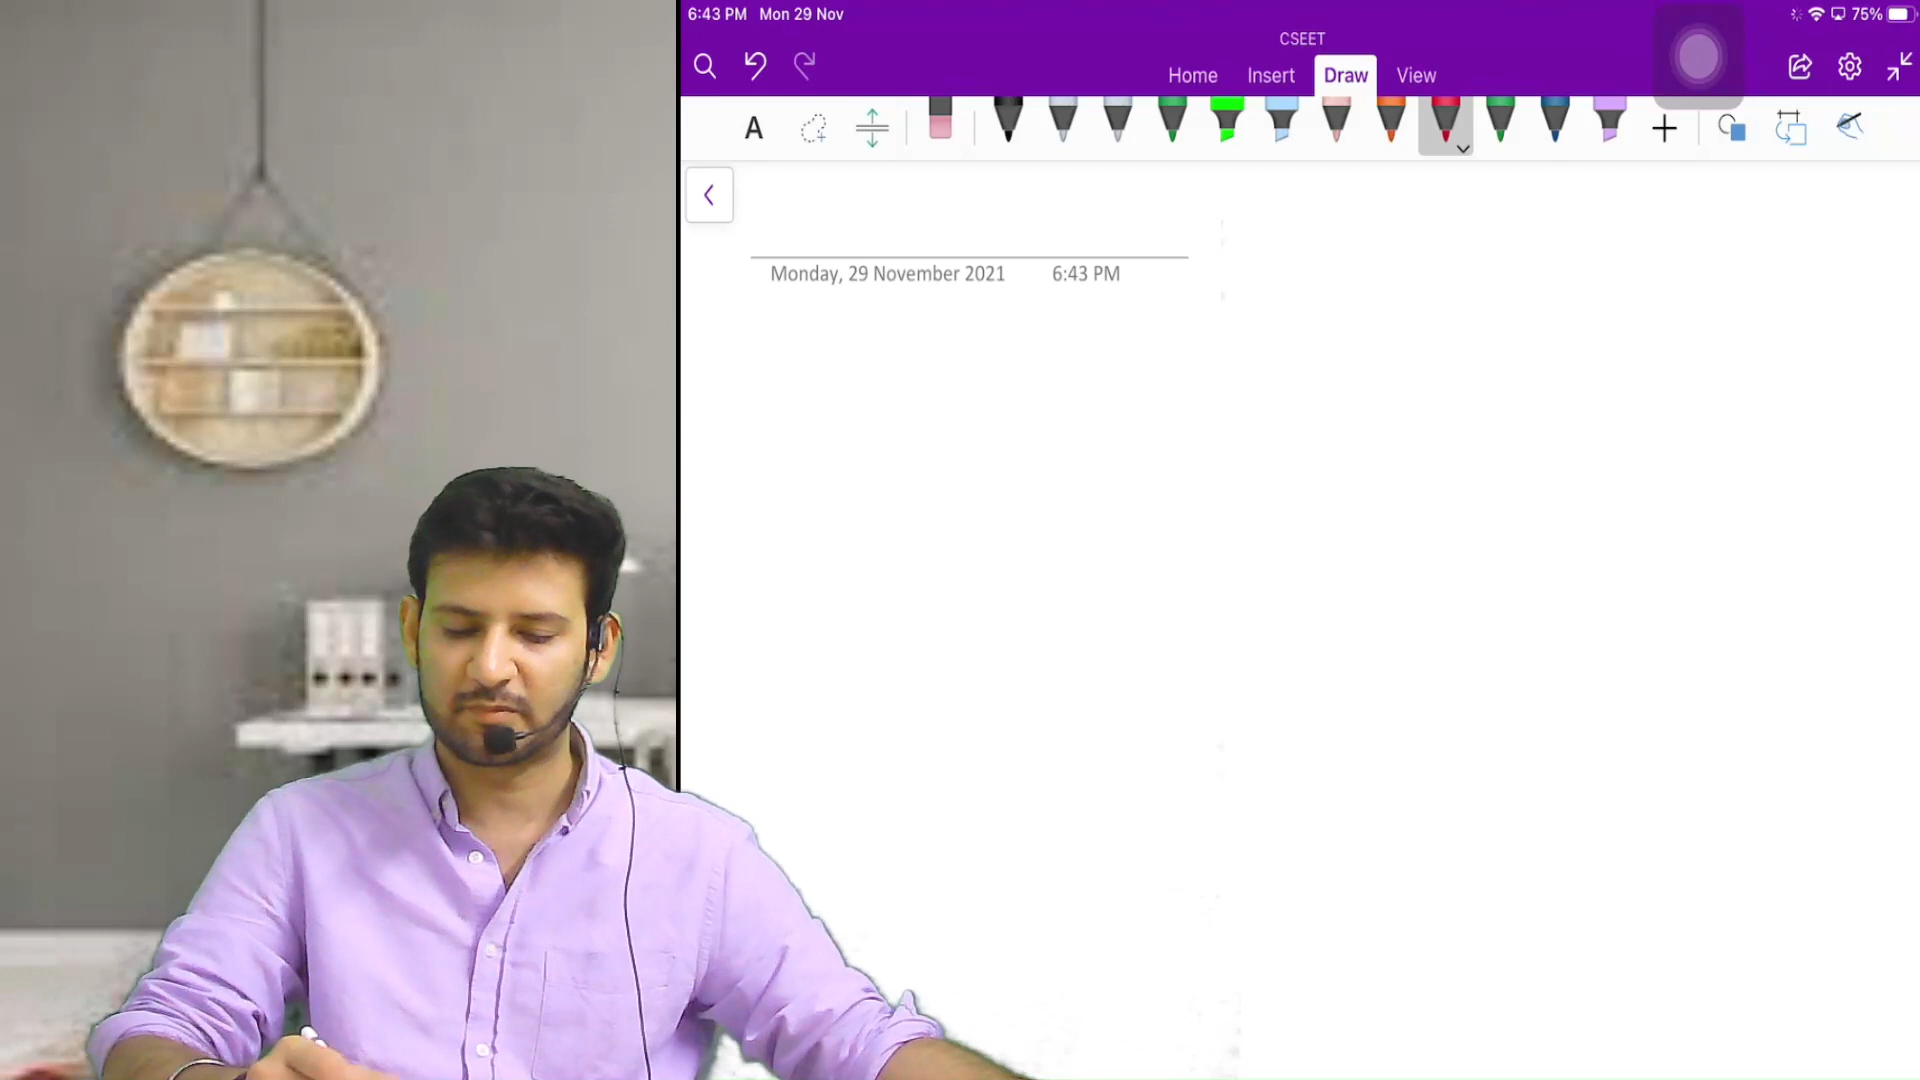 6:43 PM Mon 29 Nov 75%
CSEET
Home Insert Draw View
A
Monday, 29 November 2021 6:43 PM